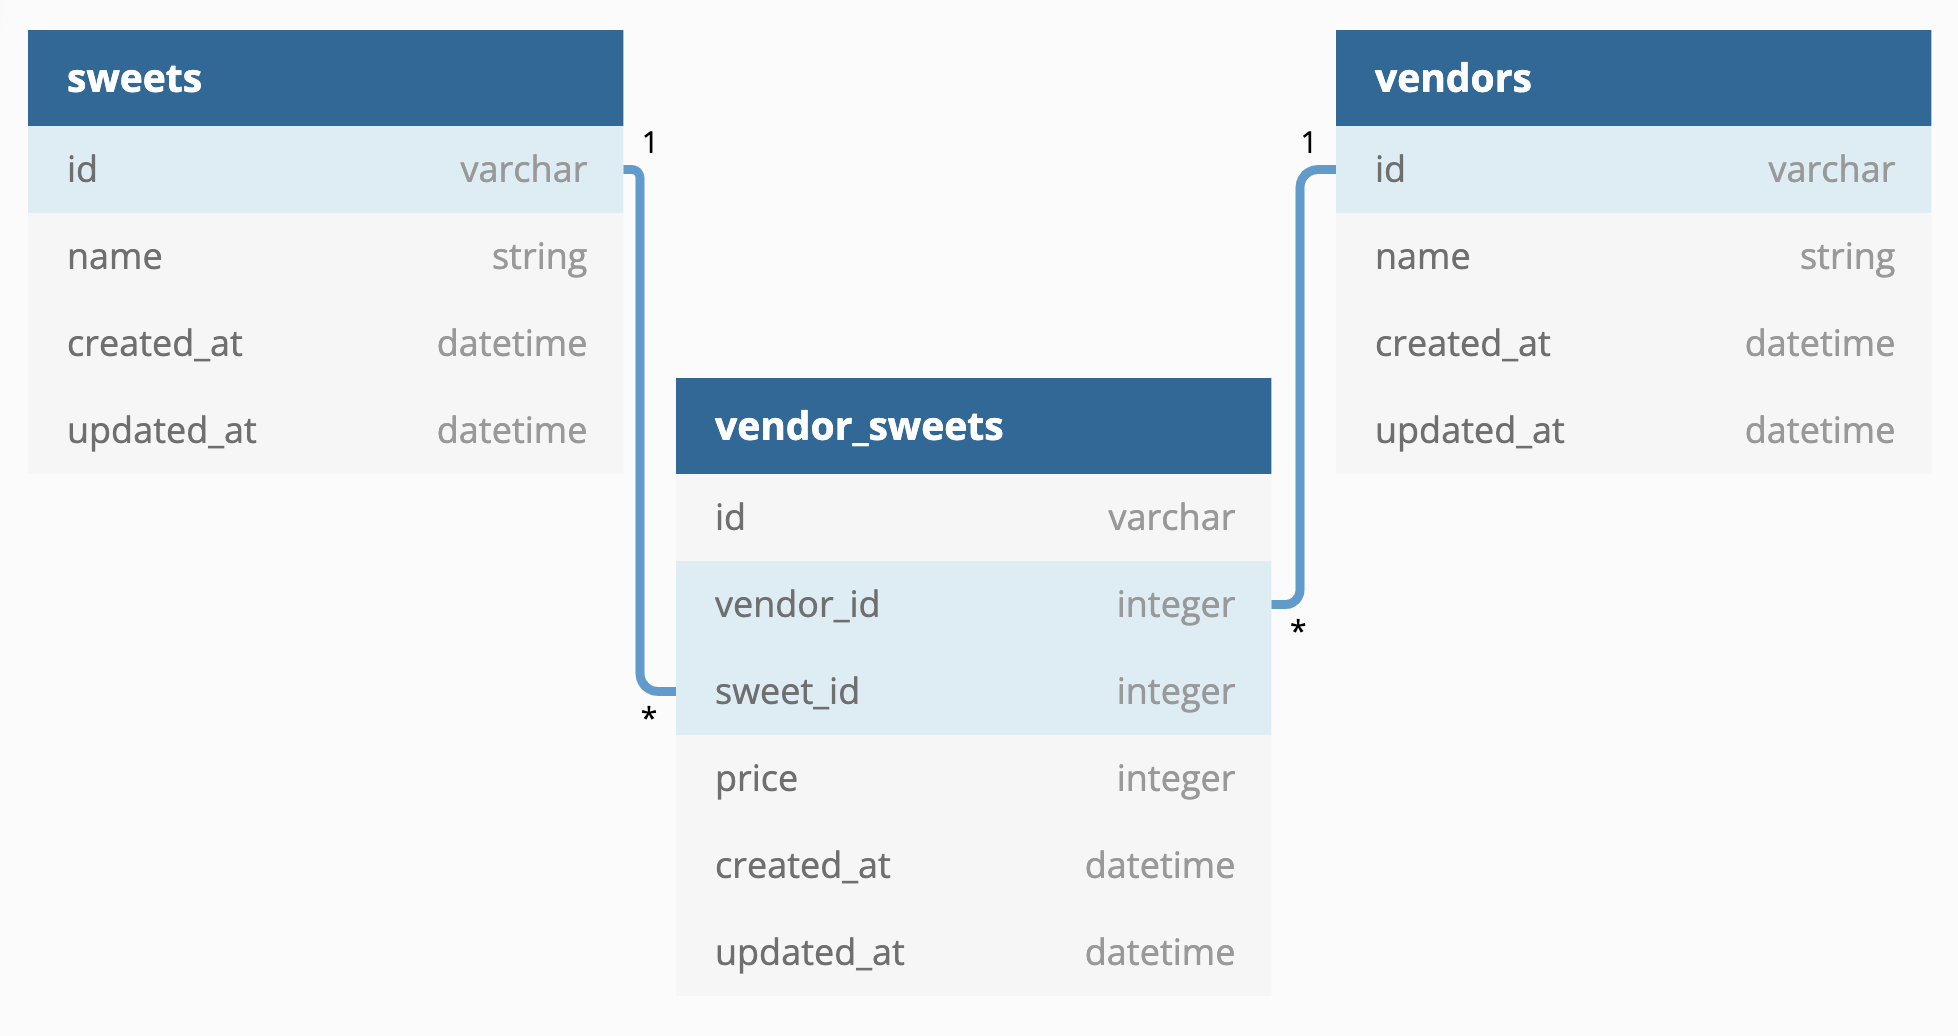 sweets
id varchar
name string
created_at datetime
updated_at datetime
1
*
vendor_sweets
id varchar
vendor_id integer
sweet_id integer
price integer
created_at datetime
updated_at datetime
1
*
vendors
id varchar
name string
created_at datetime
updated_at datetime